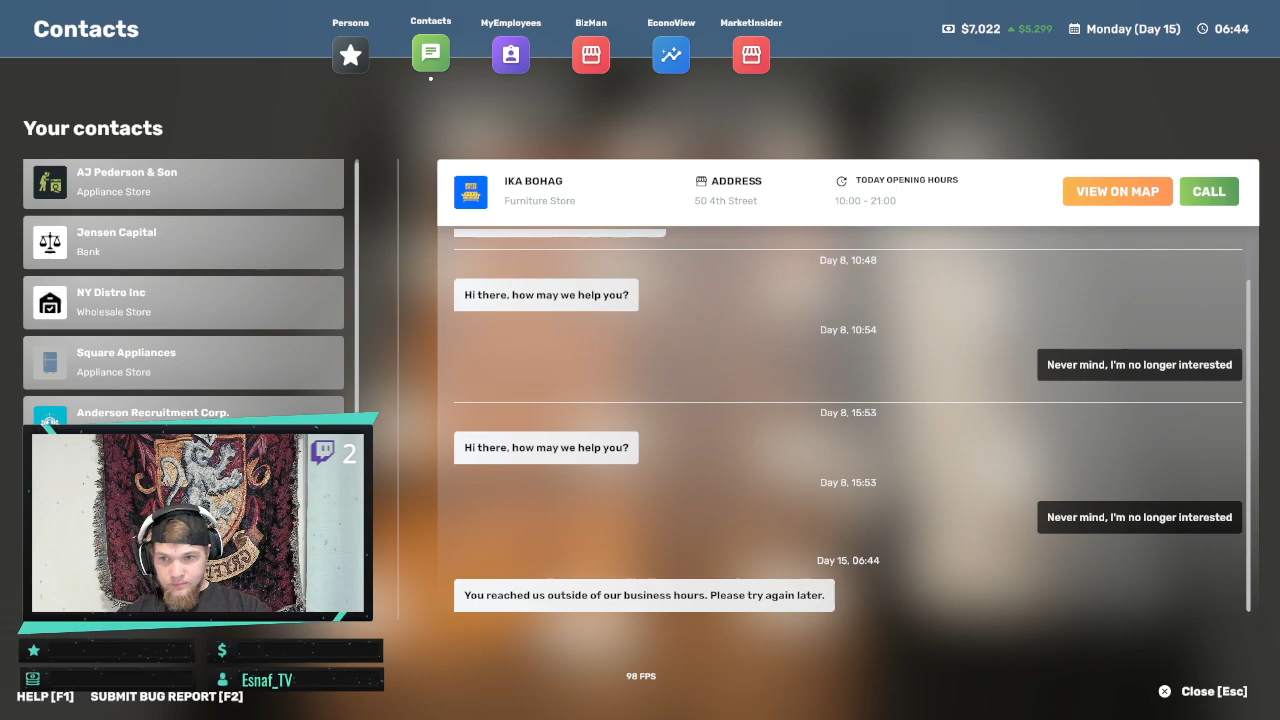 Contacts
Persona
Contacts
MyEmployees
BizMan
EconoView
MarketInsider
$7,022
$5,299
Monday (Day 15)
06:44
Your contacts
AJ Pederson & Son
Appliance Store
Jensen Capital
Bank
NY Distro Inc
Wholesale Store
Square Appliances
Appliance Store
Anderson Recruitment Corp.
IKA BOHAG
Furniture Store
ADDRESS
50 4th Street
TODAY OPENING HOURS
10:00 - 21:00
VIEW ON MAP
CALL
Day 8, 10:48
Hi there, how may we help you?
Day 8, 10:54
Never mind, I'm no longer interested
Day 8, 15:53
Hi there, how may we help you?
Day 8, 15:53
Never mind, I'm no longer interested
Day 15, 06:44
You reached us outside of our business hours. Please try again later.
2
Esnaf_TV
98 FPS
HELP [F1]
SUBMIT BUG REPORT [F2]
Close [Esc]